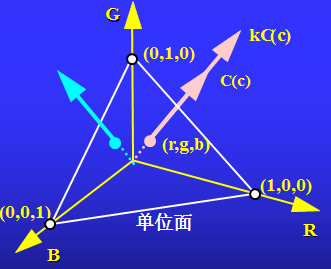 G
kC(c)
(0,1,0)
C(c)
(r,g,b)
(1,0,0)
(0,0,1)
单位面
R
B